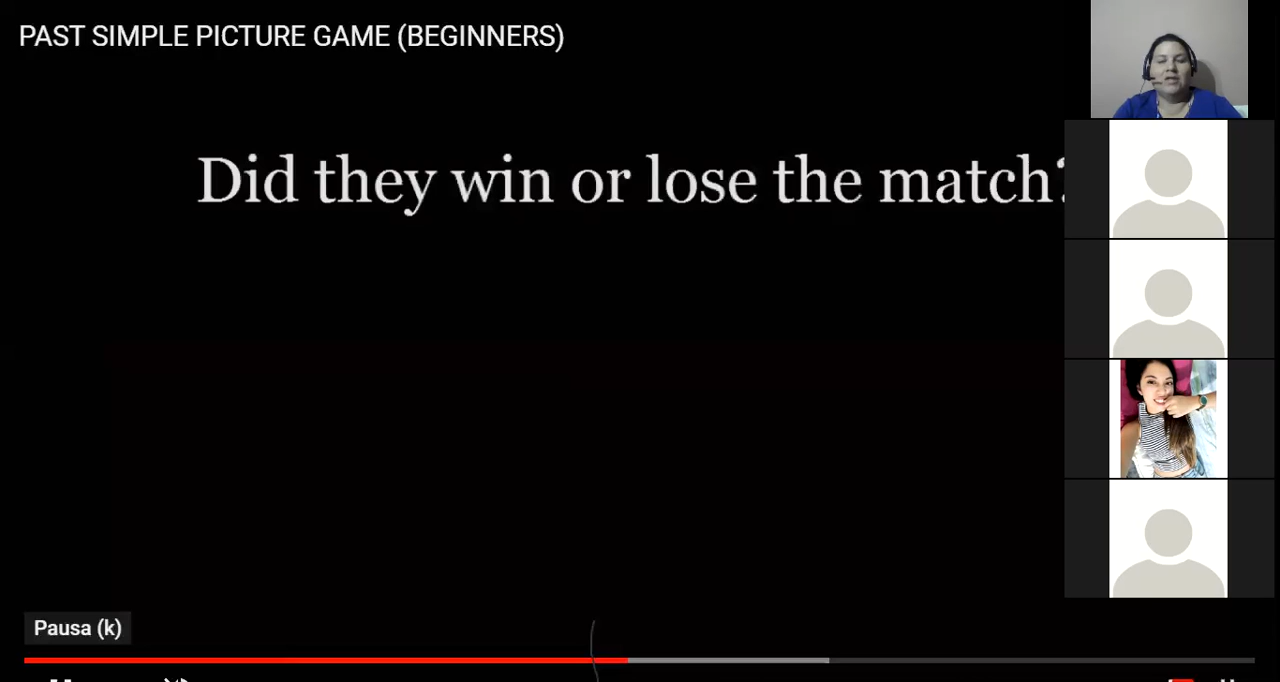 PAST SIMPLE PICTURE GAME (BEGINNERS)
Did they win or lose the match?
Pausa (k)